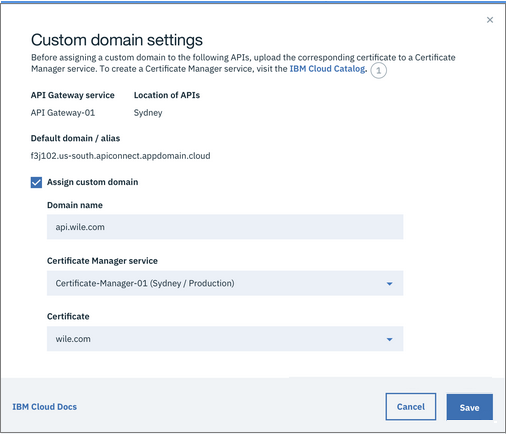 Custom domain settings
Before assigning a custom domain to the following APIs, upload the corresponding certificate to a Certificate
Manager service. To create a Certificate Manager service, visit the IBM Cloud Catalog. 1
API Gateway service Location of APIs
API Gateway-01 Sydney
Default domain / alias
f3j102.us-south.apiconnect.appdomain.cloud
Assign custom domain
Domain name
api.wile.com
Certificate Manager service
Certificate-Manager-01 (Sydney / Production)
Certificate
wile.com
IBM Cloud Docs Cancel Save